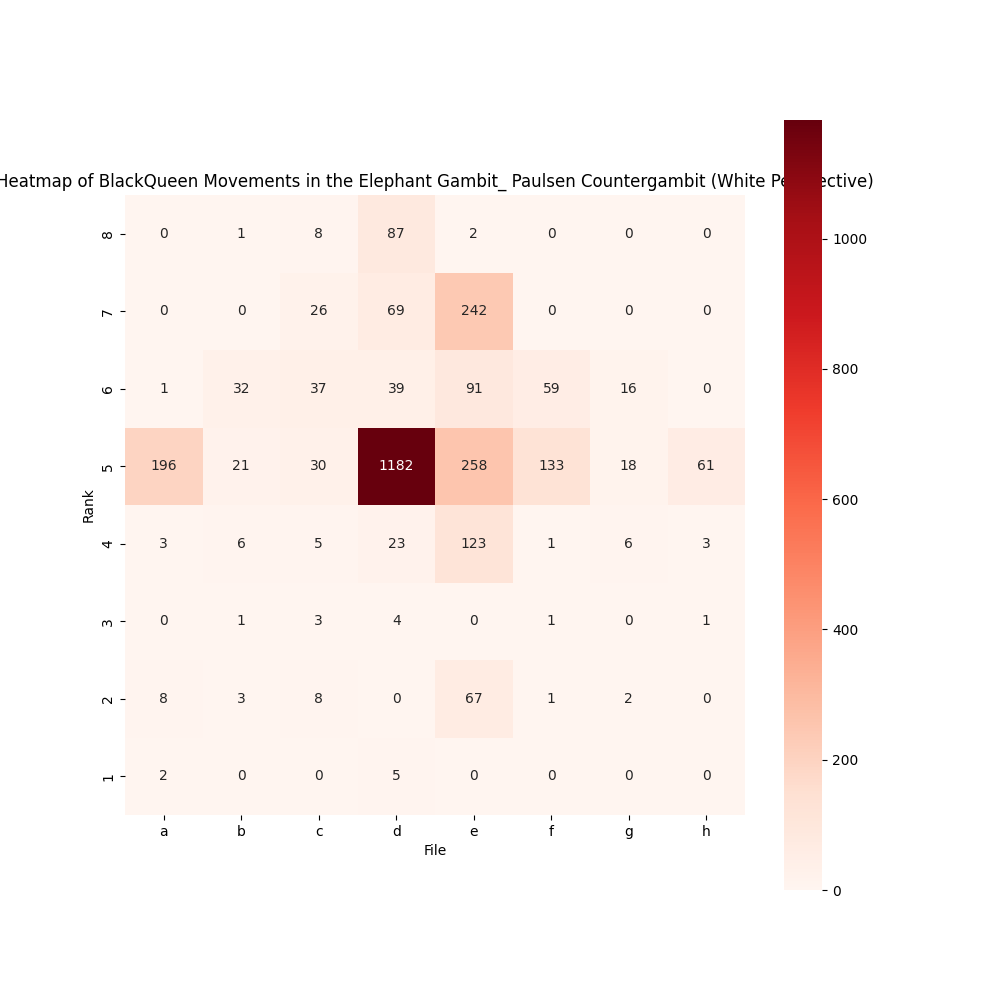 Heatmap of BlackQueen Movements in the Elephant Gambit_ Paulsen Countergambit (White Pe ective)
8 0 1 8 87 2 0 0 0
1000
7 0 0 26 69 242 0 0 0
800
6 1 32 37 39 91 59 16 0
5 196 21 30 1182 258 133 18 61
600
Rank
4 3 6 5 23 123 1 6 3
400
3 0 1 3 4 0 1 0 1
2 8 3 8 0 67 1 2 0
200
1 2 0 0 5 0 0 0 0
a b c d e f g h
File
0